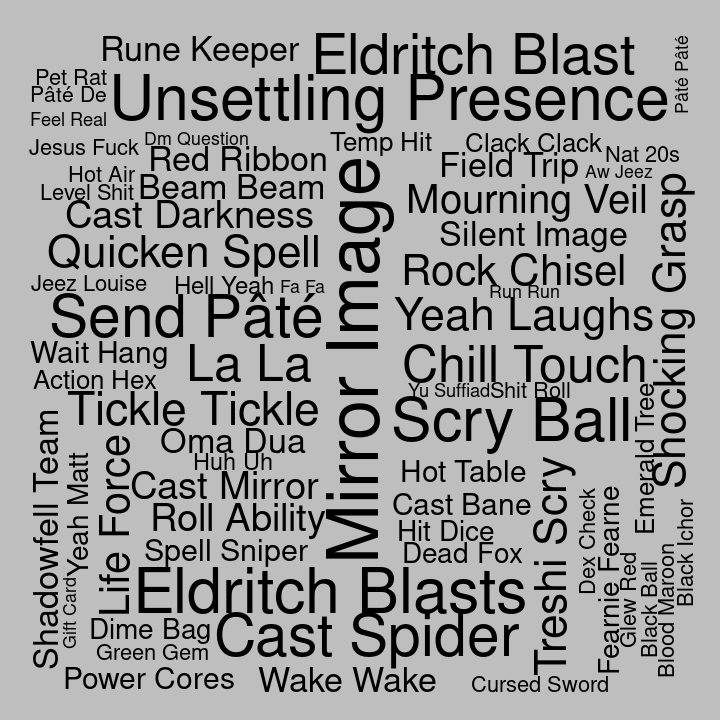 Rune Keeper
Eldritch Blast
Pâté Pâté
Pet Rat
Unsettling Presence
Pâté De
Feel Real
Jesus Fuck
Dm Question
Temp Hit
Clack Clack
Nat 20s
Red Ribbon
Field Trip
Aw Jeez
Hot Air
Level Shit
Beam Beam
Mirror Image
Mourning Veil
Shocking Grasp
Cast Darkness
Silent Image
Quicken Spell
Rock Chisel
Jeez Louise
Hell Yeah
Fa Fa
Run Run
Send Pâté
Yeah Laughs
Wait Hang
La La
Chill Touch
Action Hex
Yu Suffiad
Shit Roll
Tickle Tickle
Scry Ball
Emerald Tree
Shadowfell Team
Oma Dua
Huh Uh
Yeah Matt
Life Force
Hot Table
Treshi Scry
Cast Mirror
Cast Bane
Dex Check
Fearnie Fearne
Black Ichor
Roll Ability
Hit Dice
Spell Sniper
Dead Fox
Glew Red
Black Ball
Blood Maroon
Gift Card
Eldritch Blasts
Dime Bag
Cast Spider
Green Gem
Power Cores
Wake Wake
Cursed Sword